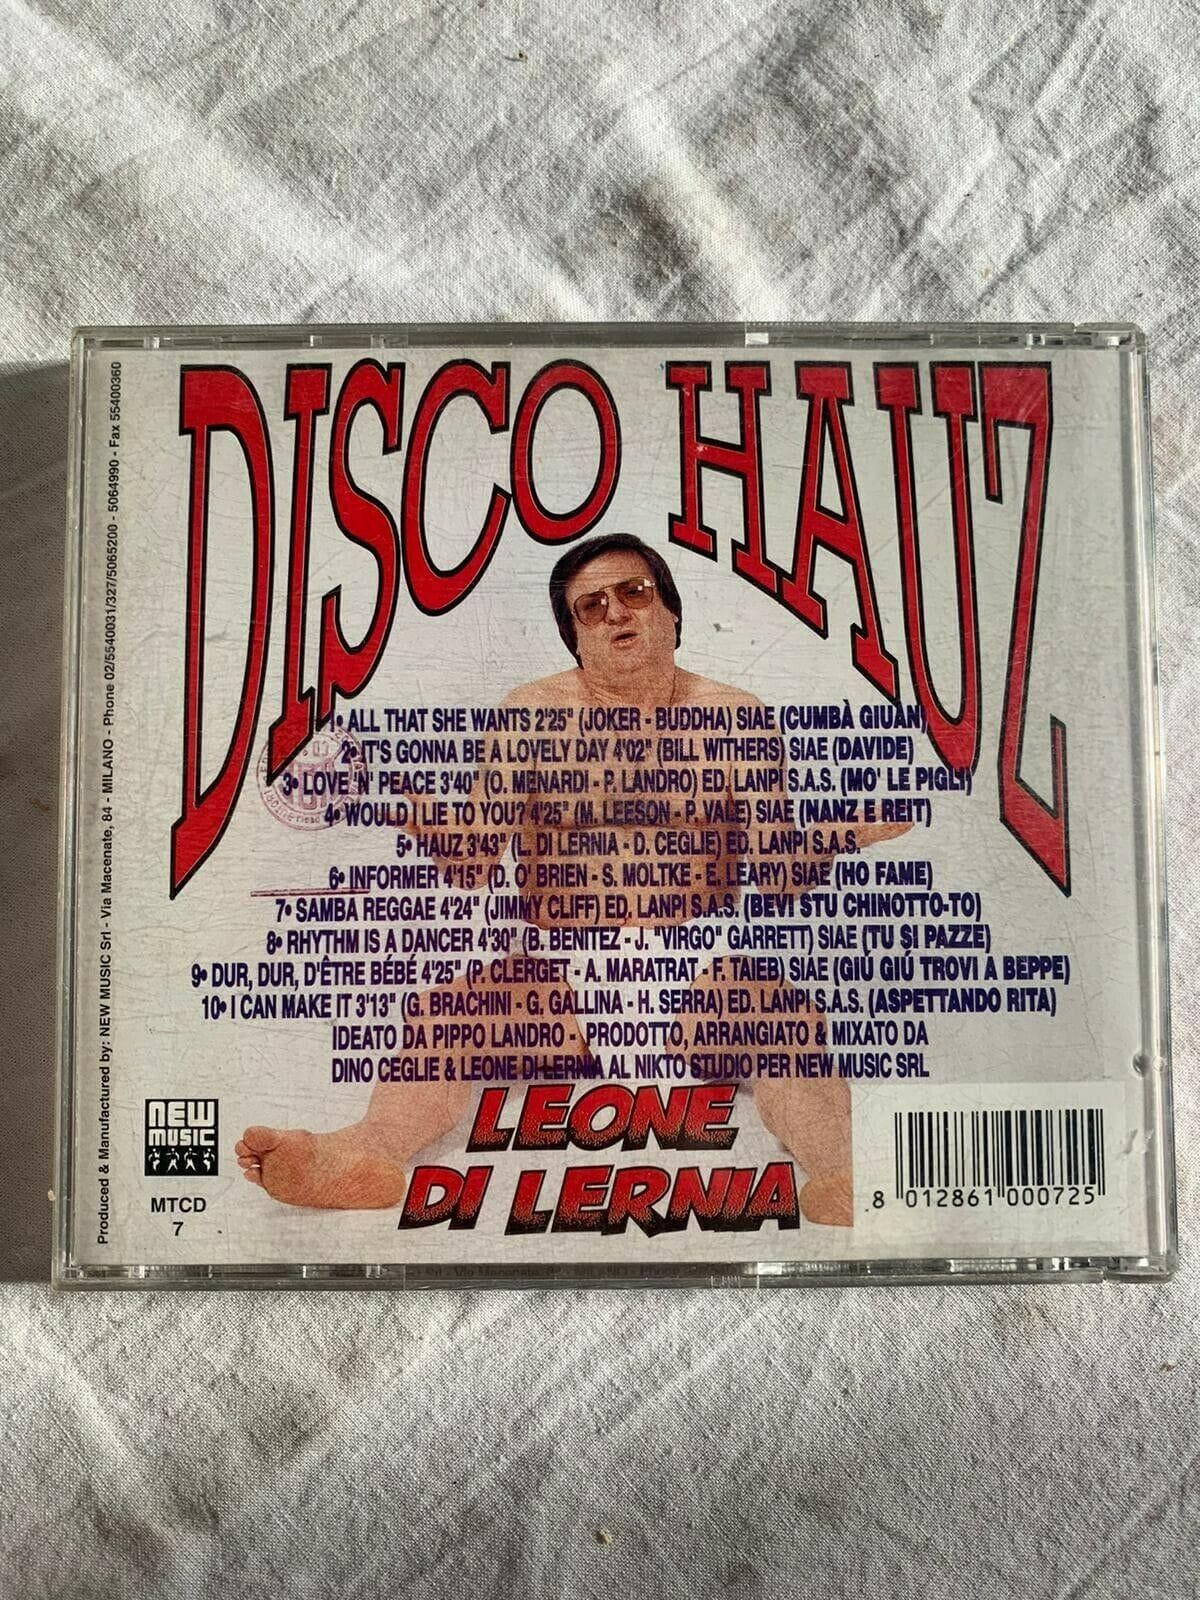 DISCO HAUZ
1• ALL THAT SHE WANTS 2'25" (JOKER - BUDDHA) SIAE (CUMBÀ GIUÀN)
2• IT'S GONNA BE A LOVELY DAY 4'02" (BILL WITHERS) SIAE (DAVIDE)
3• LOVE 'N' PEACE 3'40" (O. MENARDI - P. LANDRO) ED. LANPI S.A.S. (MO' LE PIGLI)
4• WOULD I LIE TO YOU? 4'25" (M. LEESON - P. VALE) SIAE (NANZ E REIT)
5• HAUZ 3'43" (L. DI LERNIA - D. CEGLIE) ED. LANPI S.A.S.
6• INFORMER 4'15" (D. O' BRIEN - S. MOLTKE - E. LEARY) SIAE (HO FAME)
7• SAMBA REGGAE 4'24" (JIMMY CLIFF) ED. LANPI S.A.S. (BEVI STU CHINOTTO-TO)
8• RHYTHM IS A DANCER 4'30" (B. BENITEZ - J. "VIRGO" GARRETT) SIAE (TU SI PAZZE)
9• DUR, DUR, D'ÊTRE BÉBÉ 4'25" (P. CLERGET - A. MARATRAT - F. TAIEB) SIAE (GIÚ GIÚ TROVI A BEPPE)
10• I CAN MAKE IT 3'13" (G. BRACHINI - G. GALLINA - H. SERRA) ED. LANPI S.A.S. (ASPETTANDO RITA)
IDEATO DA PIPPO LANDRO - PRODOTTO, ARRANGIATO & MIXATO DA
DINO CEGLIE & LEONE DI LERNIA AL NIKTO STUDIO PER NEW MUSIC SRL
LEONE
DI LERNIA
NEW
MUSIC
MTCD
7
8 012861 000725
Produced & Manufactured by: NEW MUSIC Srl - Via Macenate, 84 - MILANO - Phone 02/5540031/327/5065200 - 5064990 - Fax 55400360